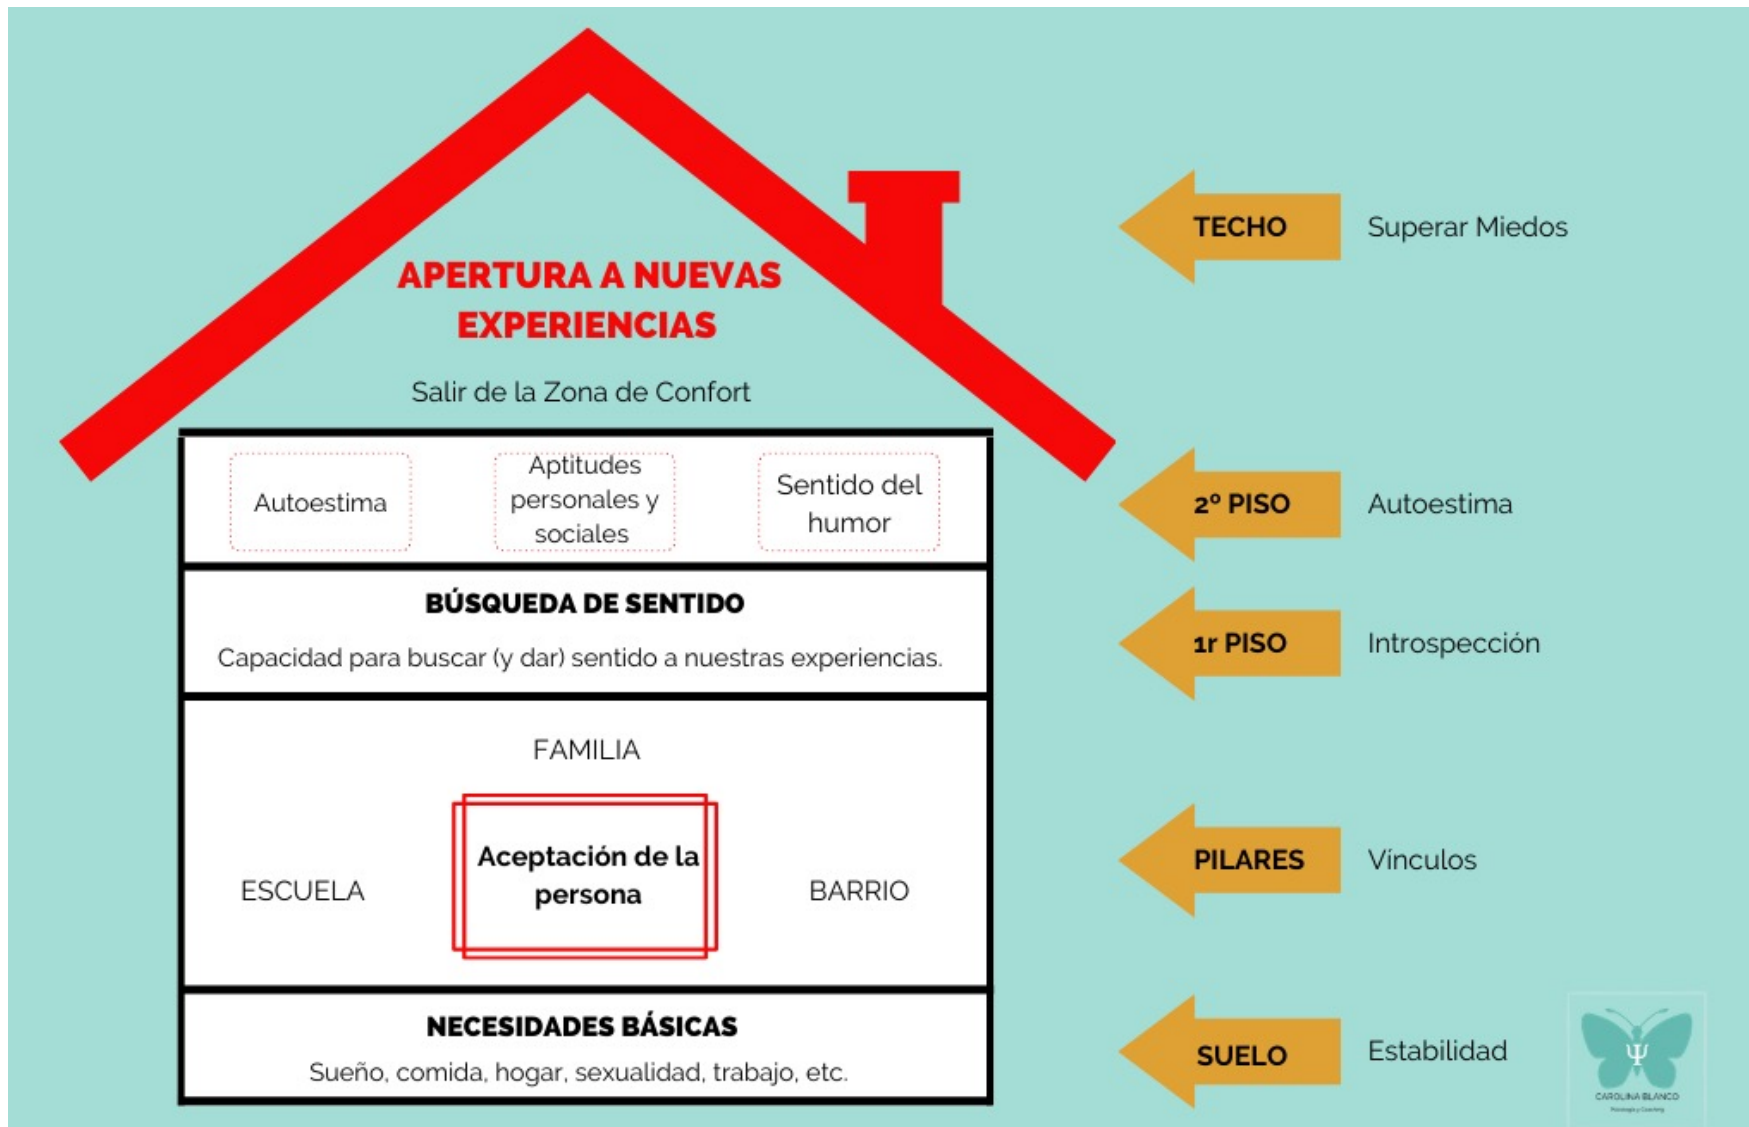 APERTURA A NUEVAS
EXPERIENCIAS
Salir de la Zona de Confort
TECHO
Superar Miedos
Autoestima
Aptitudes
personales y
sociales
Sentido del
humor
2º PISO
Autoestima
BÚSQUEDA DE SENTIDO
Capacidad para buscar (y dar) sentido a nuestras experiencias.
1r PISO
Introspección
FAMILIA
ESCUELA
Aceptación de la
persona
BARRIO
PILARES
Vínculos
NECESIDADES BÁSICAS
Sueño, comida, hogar, sexualidad, trabajo, etc.
SUELO
Estabilidad
Ψ
CAROLINA BLANCO
Psicología y Coaching